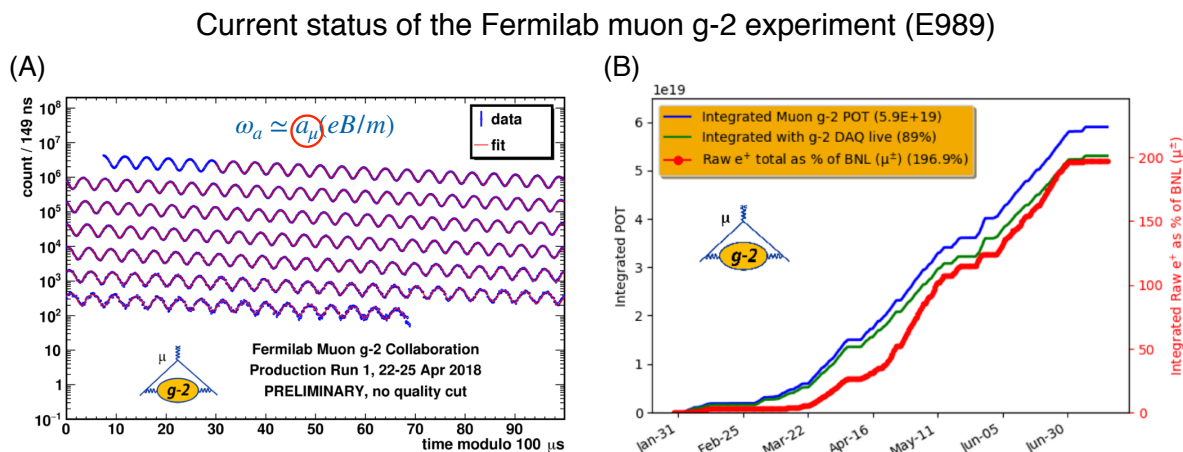 Current status of the Fermilab muon g-2 experiment (E989)
(A)
count / 149 ns
10⁸
10⁷
10⁶
10⁵
10⁴
10³
10²
10
1
10⁻¹
ω_a ≃ a_μ(eB/m)
data
fit
μ
g-2
Fermilab Muon g-2 Collaboration
Production Run 1, 22-25 Apr 2018
PRELIMINARY, no quality cut
0 10 20 30 40 50 60 70 80 90
time modulo 100 μs
(B)
1e19
Integrated POT
6
5
4
3
2
1
0
Integrated Muon g-2 POT (5.9E+19)
Integrated with g-2 DAQ live (89%)
Raw e⁺ total as % of BNL (μ±) (196.9%)
μ
g-2
200
150
100
50
0
Integrated Raw e⁺ as % of BNL (μ±)
Jan-31 Feb-25 Mar-22 Apr-16 May-11 Jun-05 Jun-30